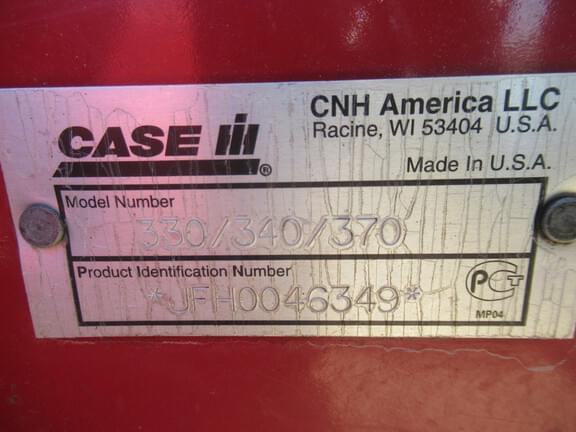 CASE IH®
CNH America LLC
Racine, WI 53404 U.S.A.
Made In U.S.A.
Model Number
330/340/370
Product Identification Number
*JFH0046349*
PCT
MP04